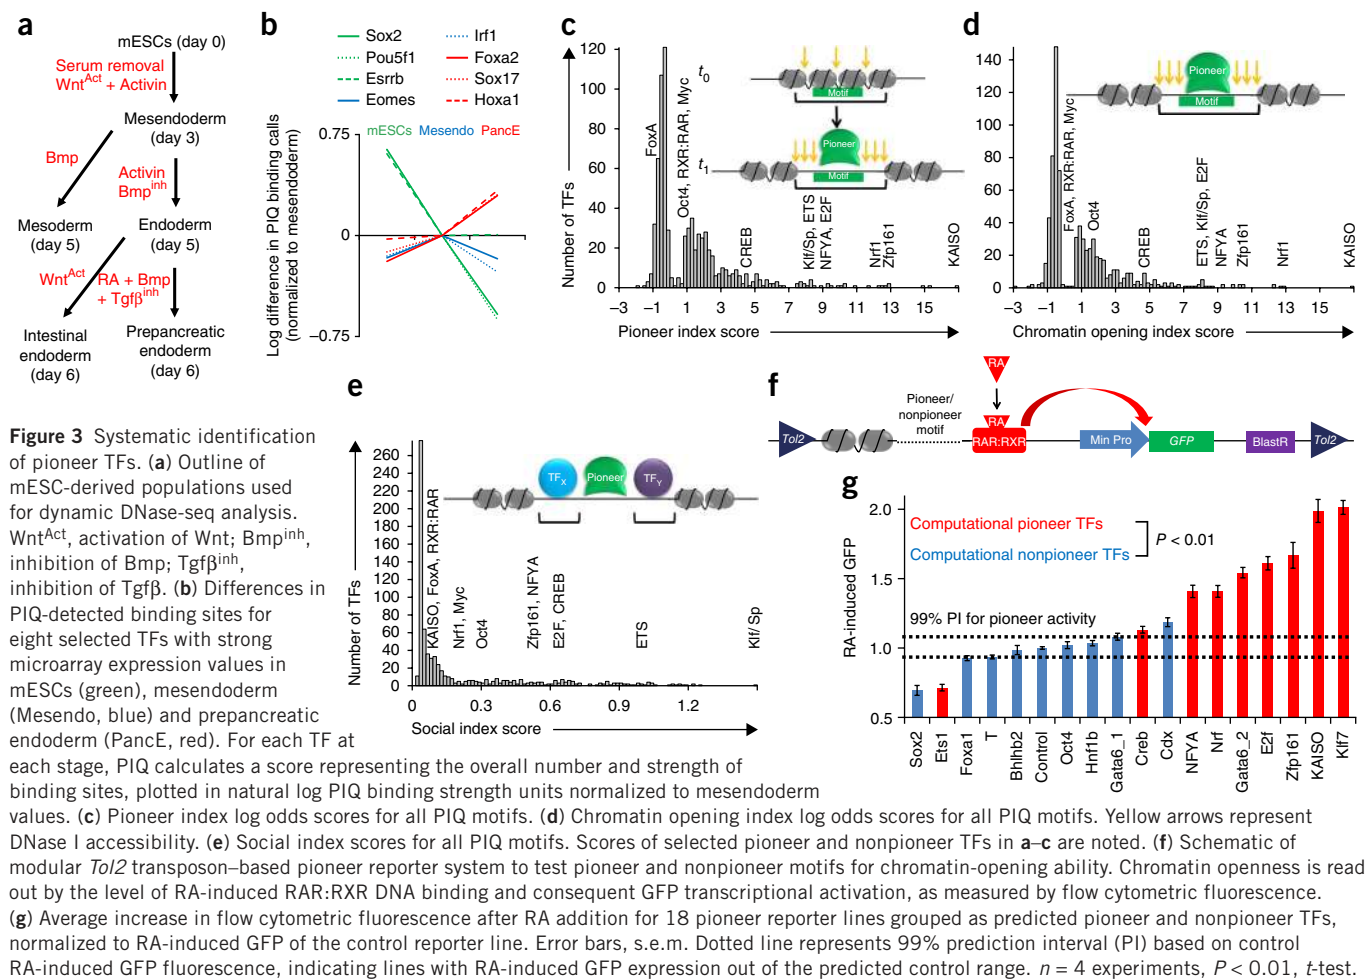 a
mESCs (day 0)
Serum removal
Wnt^Act + Activin
Mesendoderm
(day 3)
Bmp
Activin
Bmp^inh
Mesoderm
(day 5)
Endoderm
(day 5)
Wnt^Act
RA + Bmp
+ Tgfβ^inh
Intestinal
endoderm
(day 6)
Prepancreatic
endoderm
(day 6)
b
Sox2
Pou5f1
Esrrb
Eomes
Irf1
Foxa2
Sox17
Hoxa1
Log difference in PIQ binding calls
(normalized to mesendoderm)
0.75
0
−0.75
mESCs Mesendo PancE
c
Number of TFs
120
100
80
60
40
20
0
FoxA
Oct4, RXR:RAR, Myc
CREB
Klf/Sp, ETS
NFYA, E2F
Nrf1
Zfp161
KAISO
t0
Motif
t1
Pioneer
Motif
−3 −1 1 3 5 7 9 11 13 15
Pioneer index score
d
140
120
100
80
60
40
20
0
FoxA, RXR:RAR, Myc
Oct4
CREB
ETS, Klf/Sp, E2F
NFYA
Zfp161
Nrf1
KAISO
Pioneer
Motif
−3 −1 1 3 5 7 9 11 13 15
Chromatin opening index score
e
Number of TFs
260
240
220
200
180
160
140
120
100
80
60
40
20
0
KAISO, FoxA, RXR:RAR
Nrf1, Myc
Oct4
Zfp161, NFYA
E2F, CREB
ETS
Klf/ Sp
TFX
Pioneer
TFY
0 0.3 0.6 0.9 1.2
Social index score
f
RA
Pioneer/
nonpioneer
motif
RA
Tol2
RAR:RXR
Min Pro
GFP
BlastR
Tol2
g
RA-induced GFP
2.0
1.5
1.0
0.5
Computational pioneer TFs
Computational nonpioneer TFs
P < 0.01
99% PI for pioneer activity
Sox2
Ets1
Foxa1
T
Bhlhb2
Control
Oct4
Hnf1b
Gata6_1
Creb
Cdx
NFYA
Nrf
Gata6_2
E2f
Zfp161
KAISO
Klf7
Figure 3 Systematic identification
of pioneer TFs. (a) Outline of
mESC-derived populations used
for dynamic DNase-seq analysis.
Wnt^Act, activation of Wnt; Bmp^inh,
inhibition of Bmp; Tgfβ^inh,
inhibition of Tgfβ. (b) Differences in
PIQ-detected binding sites for
eight selected TFs with strong
microarray expression values in
mESCs (green), mesendoderm
(Mesendo, blue) and prepancreatic
endoderm (PancE, red). For each TF at
each stage, PIQ calculates a score representing the overall number and strength of
binding sites, plotted in natural log PIQ binding strength units normalized to mesendoderm
values. (c) Pioneer index log odds scores for all PIQ motifs. (d) Chromatin opening index log odds scores for all PIQ motifs. Yellow arrows represent
DNase I accessibility. (e) Social index scores for all PIQ motifs. Scores of selected pioneer and nonpioneer TFs in a–c are noted. (f) Schematic of
modular Tol2 transposon–based pioneer reporter system to test pioneer and nonpioneer motifs for chromatin-opening ability. Chromatin openness is read
out by the level of RA-induced RAR:RXR DNA binding and consequent GFP transcriptional activation, as measured by flow cytometric fluorescence.
(g) Average increase in flow cytometric fluorescence after RA addition for 18 pioneer reporter lines grouped as predicted pioneer and nonpioneer TFs,
normalized to RA-induced GFP of the control reporter line. Error bars, s.e.m. Dotted line represents 99% prediction interval (PI) based on control
RA-induced GFP fluorescence, indicating lines with RA-induced GFP expression out of the predicted control range. n = 4 experiments, P < 0.01, t-test.